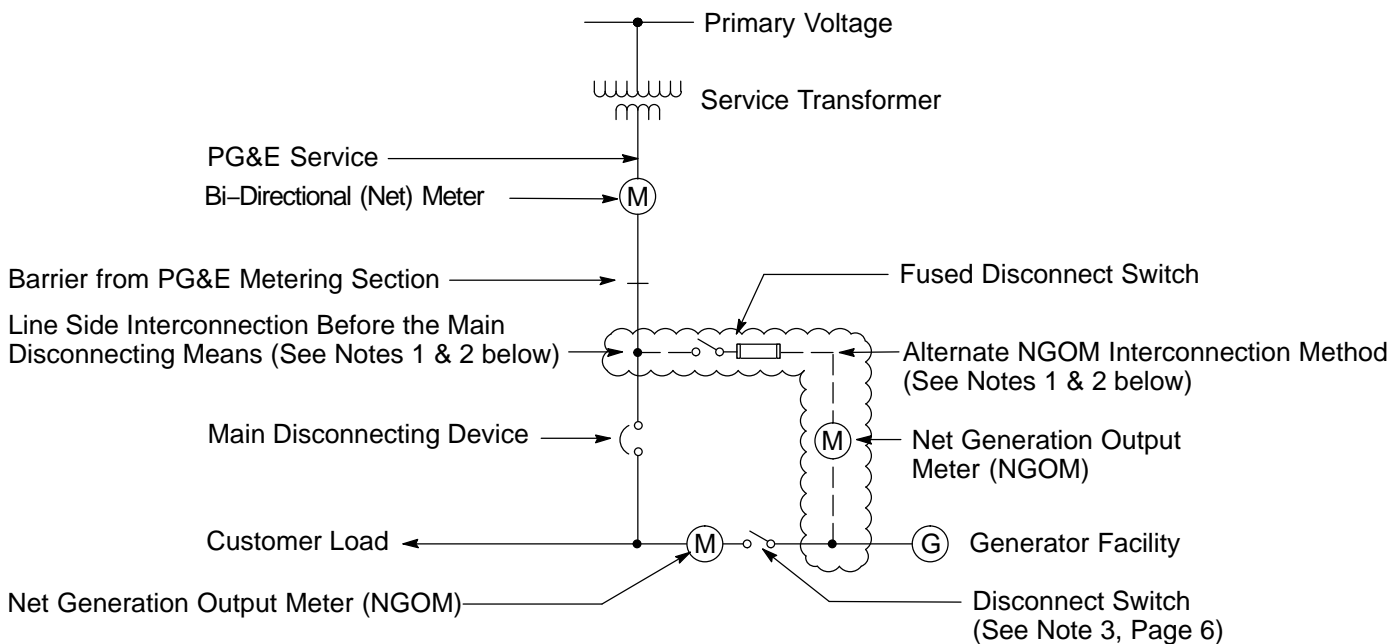 Primary Voltage
Service Transformer
PG&E Service
Bi–Directional (Net) Meter
M
Barrier from PG&E Metering Section
Fused Disconnect Switch
Line Side Interconnection Before the Main
Disconnecting Means (See Notes 1 & 2 below)
Alternate NGOM Interconnection Method
(See Notes 1 & 2 below)
Main Disconnecting Device
M
Net Generation Output
Meter (NGOM)
Customer Load
M
G
Generator Facility
Net Generation Output Meter (NGOM)
Disconnect Switch
(See Note 3, Page 6)